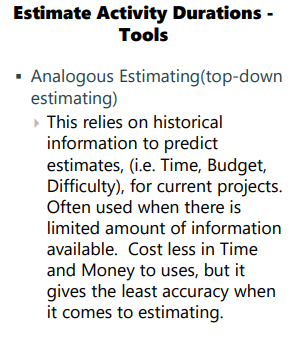 Estimate Activity Durations -
Tools
▪ Analogous Estimating(top-down
estimating)
This relies on historical
information to predict
estimates, (i.e. Time, Budget,
Difficulty), for current projects.
Often used when there is
limited amount of information
available.  Cost less in Time
and Money to uses, but it
gives the least accuracy when
it comes to estimating.